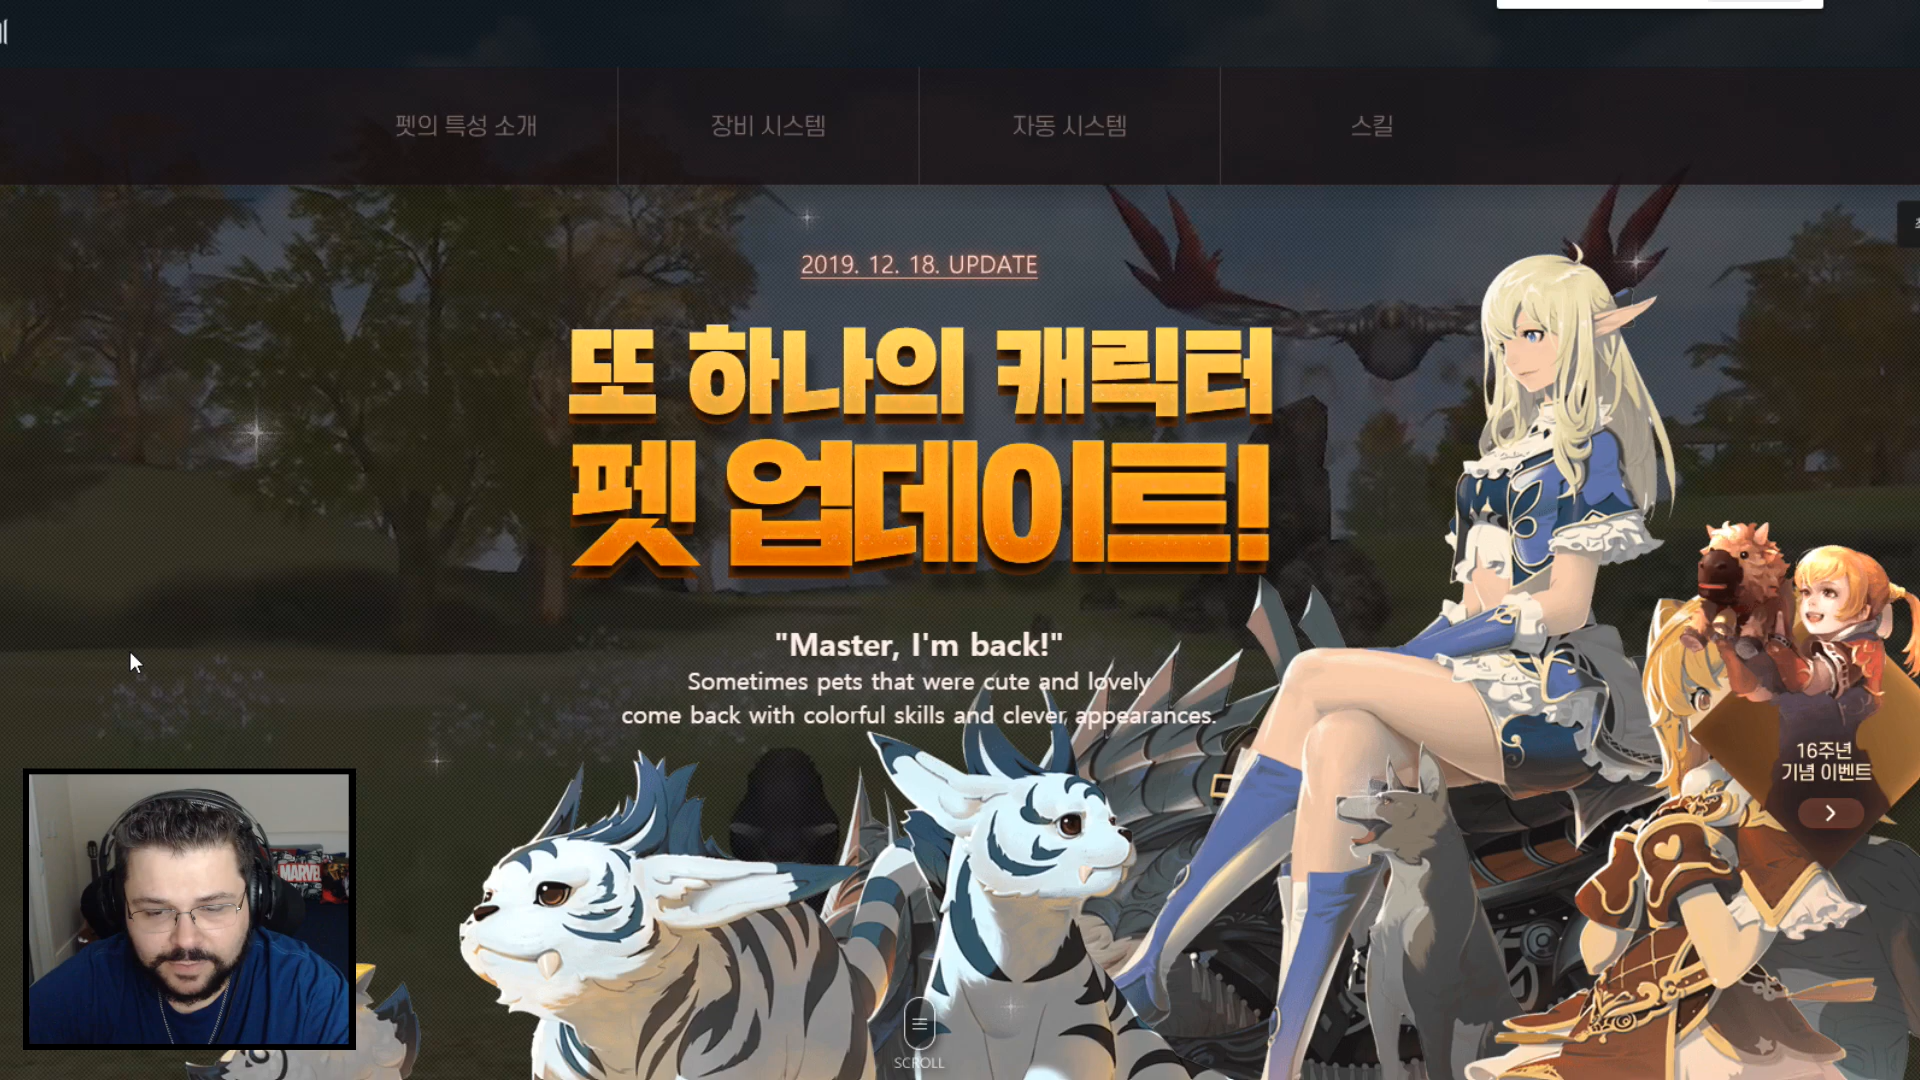 펫의 특성 소개
장비 시스템
자동 시스템
스킬
2019. 12. 18. UPDATE
또 하나의 캐릭터
펫 업데이트!
"Master, I'm back!"
Sometimes pets that were cute and lovely
come back with colorful skills and clever appearances.
16주년
기념 이벤트
MARVEL
SCROLL